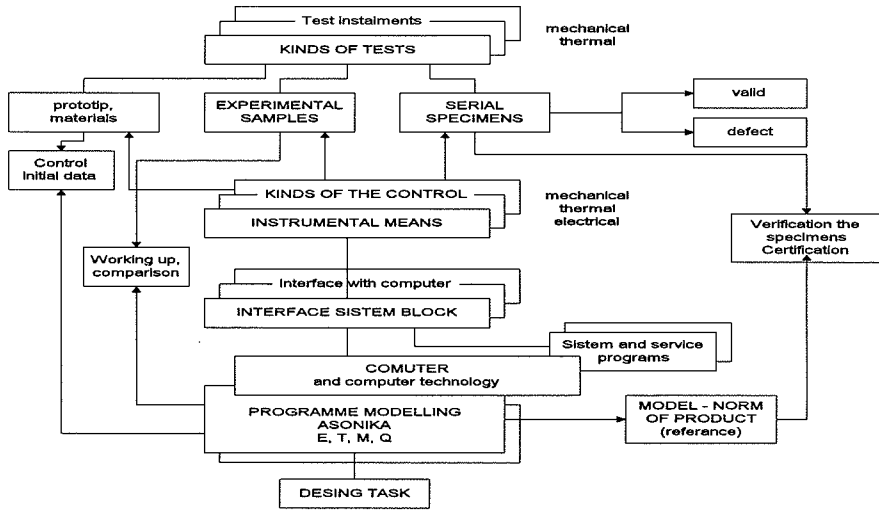 Test instalments
mechanical
thermal
KINDS OF TESTS
prototip,
materials
EXPERIMENTAL
SAMPLES
SERIAL
SPECIMENS
valid
defect
Control
initial data
KINDS OF THE CONTROL
INSTRUMENTAL MEANS
mechanical
thermal
electrical
Verification the
specimens
Certification
Working up,
comparison
Interface with computer
INTERFACE SISTEM BLOCK
Sistem and service
programs
COMUTER
and computer technology
PROGRAMME MODELLING
ASONIKA
E, T, M, Q
MODEL - NORM
OF PRODUCT
(referance)
DESING TASK